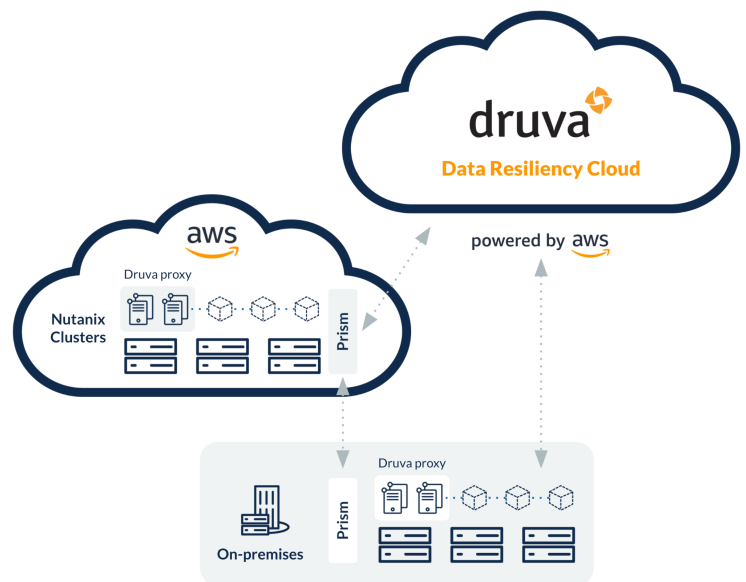 druva
Data Resiliency Cloud
powered by aws
aws
Druva proxy
Nutanix
Clusters
Prism
Druva proxy
Prism
On-premises